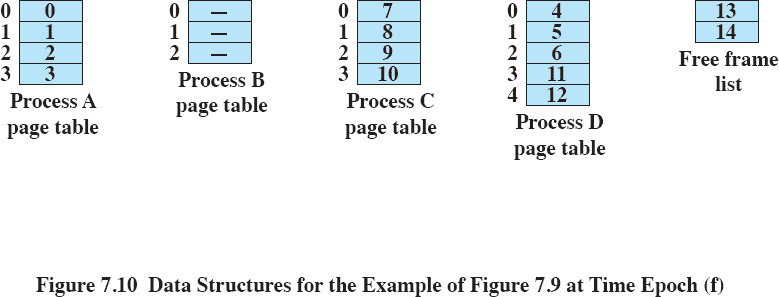 0 0
1 1
2 2
3 3
Process A
page table
0 —
1 —
2 —
Process B
page table
0 7
1 8
2 9
3 10
Process C
page table
0 4
1 5
2 6
3 11
4 12
Process D
page table
13
14
Free frame
list
Figure 7.10 Data Structures for the Example of Figure 7.9 at Time Epoch (f)